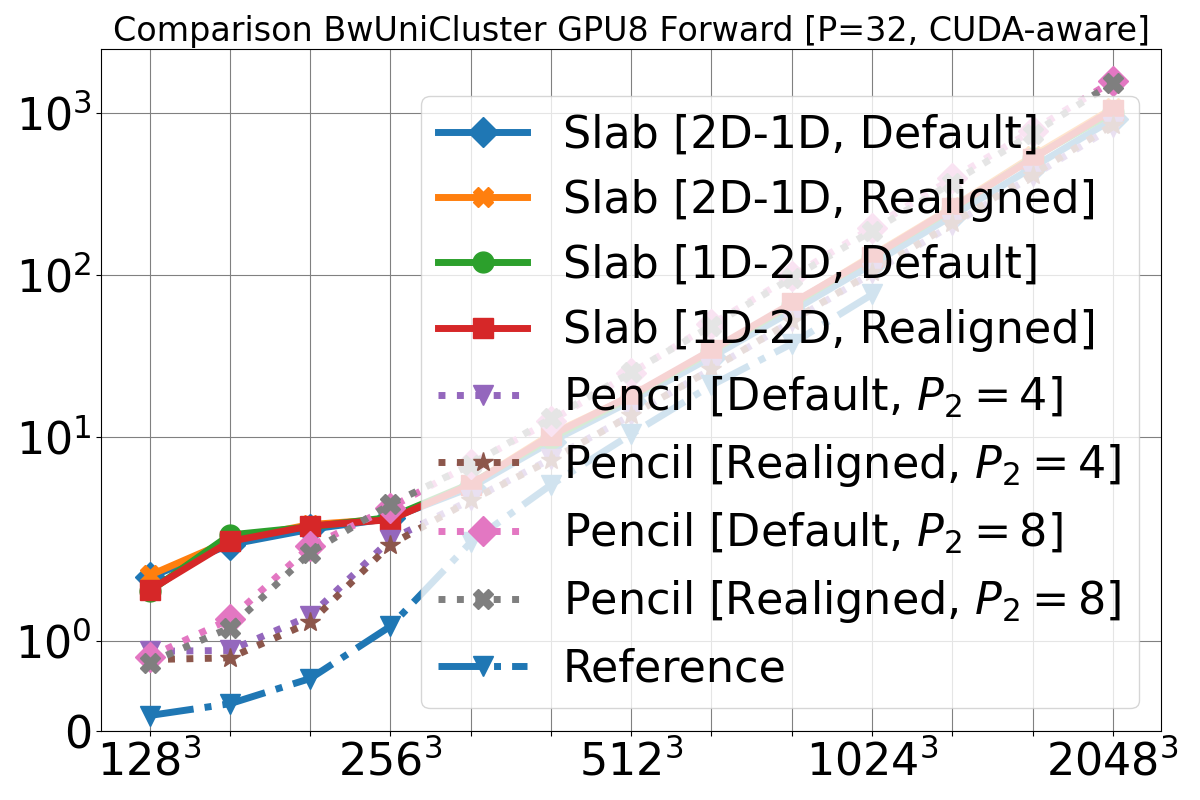 Comparison BwUniCluster GPU8 Forward [P=32, CUDA-aware]
10³
10²
10¹
10⁰
0
Slab [2D-1D, Default]
Slab [2D-1D, Realigned]
Slab [1D-2D, Default]
Slab [1D-2D, Realigned]
Pencil [Default, P₂ = 4]
Pencil [Realigned, P₂ = 4]
Pencil [Default, P₂ = 8]
Pencil [Realigned, P₂ = 8]
Reference
128³ 256³ 512³ 1024³ 2048³